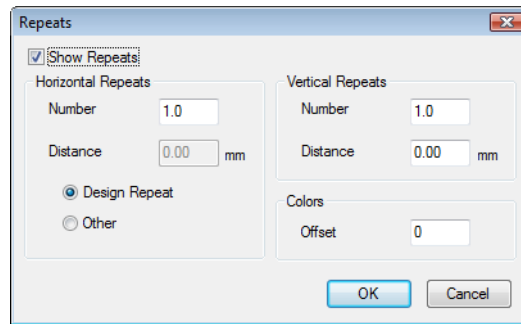 Repeats
Show Repeats
Horizontal Repeats
Number 1.0
Distance 0.00 mm
Design Repeat
Other
Vertical Repeats
Number 1.0
Distance 0.00 mm
Colors
Offset 0
OK Cancel